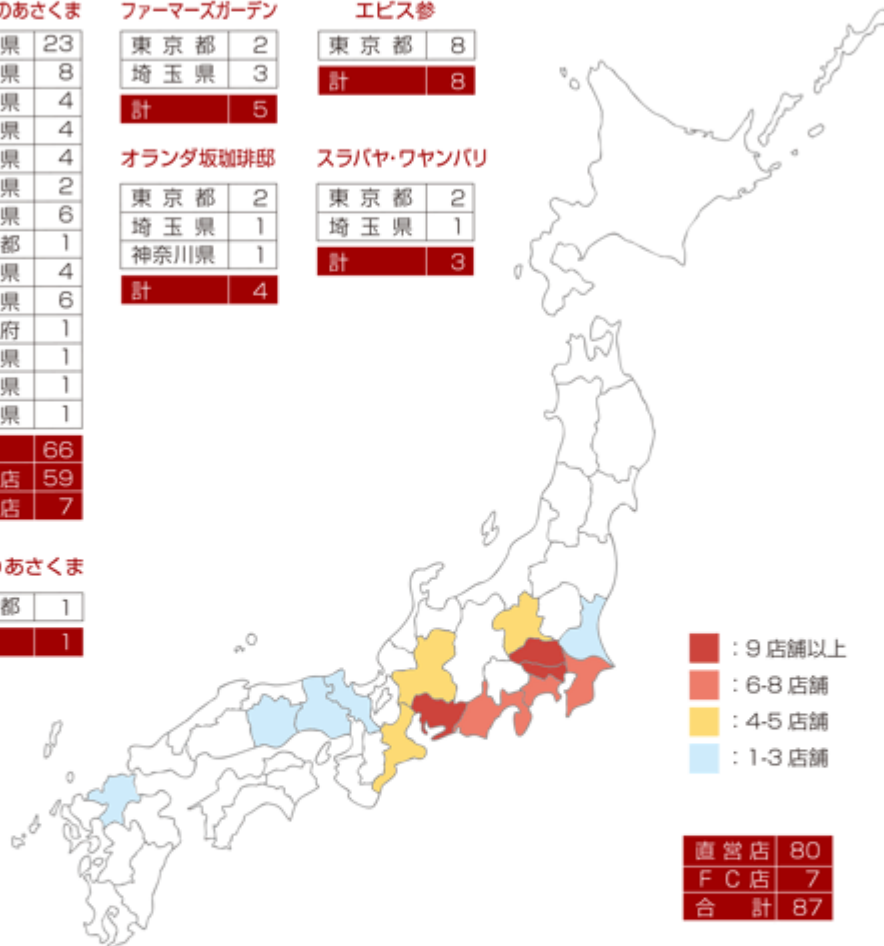 のあさくま
県 23
県 8
県 4
県 4
県 4
県 2
県 6
都 1
県 4
県 6
府 1
県 1
県 1
県 1
66
店 59
店 7
のあさくま
都 1
1
ファーマーズガーデン
東京都 2
埼玉県 3
計 5
エビス参
東京都 8
計 8
オランダ坂珈琲邸
東京都 2
埼玉県 1
神奈川県 1
計 4
スラバヤ・ワヤンバリ
東京都 2
埼玉県 1
計 3
：9 店舗以上
：6-8 店舗
：4-5 店舗
：1-3 店舗
直営店 80
FC店 7
合計 87